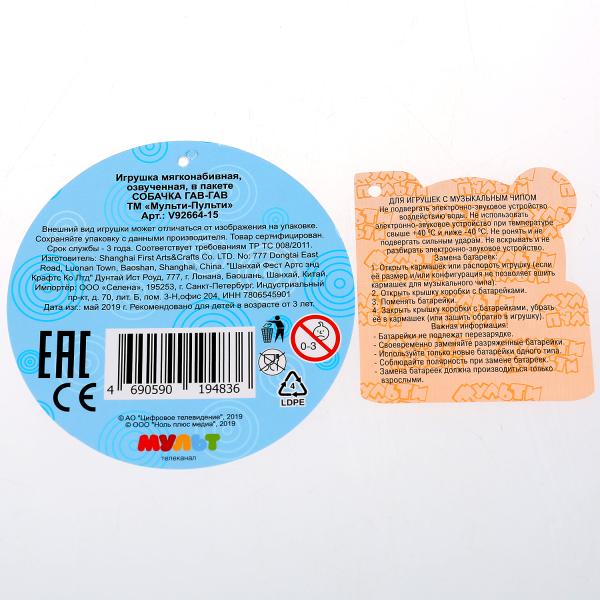 Игрушка мягконабивная,
озвученная, в пакете
СОБАЧКА ГАВ-ГАВ
ТМ «Мульти-Пульти»
Арт.: V92664-15
Внешний вид игрушки может отличаться от изображения на упаковке.
Сохраняйте упаковку с данными производителя. Товар сертифицирован.
Срок службы - 3 года. Соответствует требованиям ТР ТС 008/2011.
Изготовитель: Shanghai First Arts&Crafts Co. LTD. No: 777 Dongtai East
Road, Luonan Town, Baoshan, Shanghai, China. "Шанхай Фест Артс энд
Крафтс Ко Лтд" Дунтай Ист Роуд, 777, г. Лонана, Баошань, Шанхай, Китай.
Импортёр: ООО «Селена», 195253, г. Санкт-Петербург, Индустриальный
пр-кт, д. 70, лит. Б, пом. 3-Н,офис 204, ИНН 7806545901
Дата изг.: май 2019 г. Рекомендовано для детей в возрасте от 3 лет.
EAC
CE
4 690590 194836
0-3
4
LDPE
© АО "Цифровое телевидение", 2019
© ООО "Ноль плюс медиа", 2019
МУЛЬТ
телеканал
ДЛЯ ИГРУШЕК С МУЗЫКАЛЬНЫМ ЧИПОМ
Не подвергать электронно-звуковое устройство
воздействию воды. Не использовать
электронно-звуковое устройство при температуре
свыше +40 ºС и ниже -40 ºС. Не ронять и не
подвергать сильным ударам. Не вскрывать и не
разбирать электронно-звуковое устройство.
Замена батареек:
1. Открыть кармашек или распороть игрушку (если
её размер/или конфигурация не позволяет вшить
кармашек для музыкального чипа).
2. Открыть крышку коробки с батарейками.
3. Поменять батарейки.
4. Закрыть крышку коробки с батарейками, убрать
её в кармашек (или зашить обратно в игрушку).
Важная информация:
- Батарейки не подлежат перезарядке.
- Своевременно заменяйте разряженные батарейки.
- Используйте только новые батарейки одного типа.
- Соблюдайте полярность при замене батареек.
- Замена батареек должна производиться только
взрослыми.